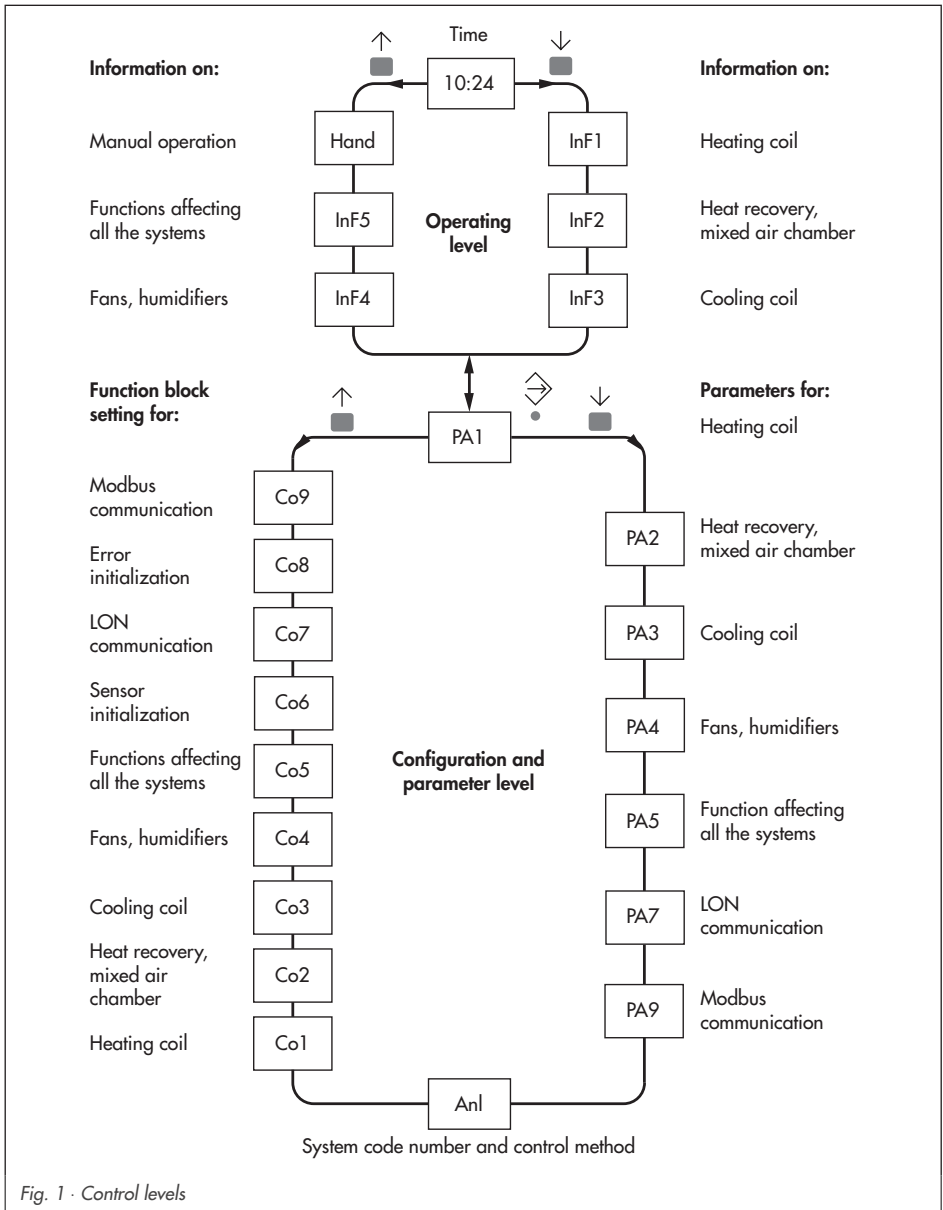 Time
Information on:
10:24
Information on:
Manual operation
Hand
InF1
Heating coil
Functions affecting
all the systems
InF5
Operating
level
InF2
Heat recovery,
mixed air chamber
Fans, humidifiers
InF4
InF3
Cooling coil
Function block
setting for:
PA1
Parameters for:
Heating coil
Modbus
communication
Co9
PA2
Heat recovery,
mixed air chamber
Error
initialization
Co8
LON
communication
Co7
PA3
Cooling coil
Sensor
initialization
Co6
PA4
Fans, humidifiers
Functions affecting
all the systems
Co5
Configuration and
parameter level
PA5
Function affecting
all the systems
Fans, humidifiers
Co4
Cooling coil
Co3
PA7
LON
communication
Heat recovery,
mixed air
chamber
Co2
PA9
Modbus
communication
Heating coil
Co1
Anl
System code number and control method
Fig. 1 · Control levels